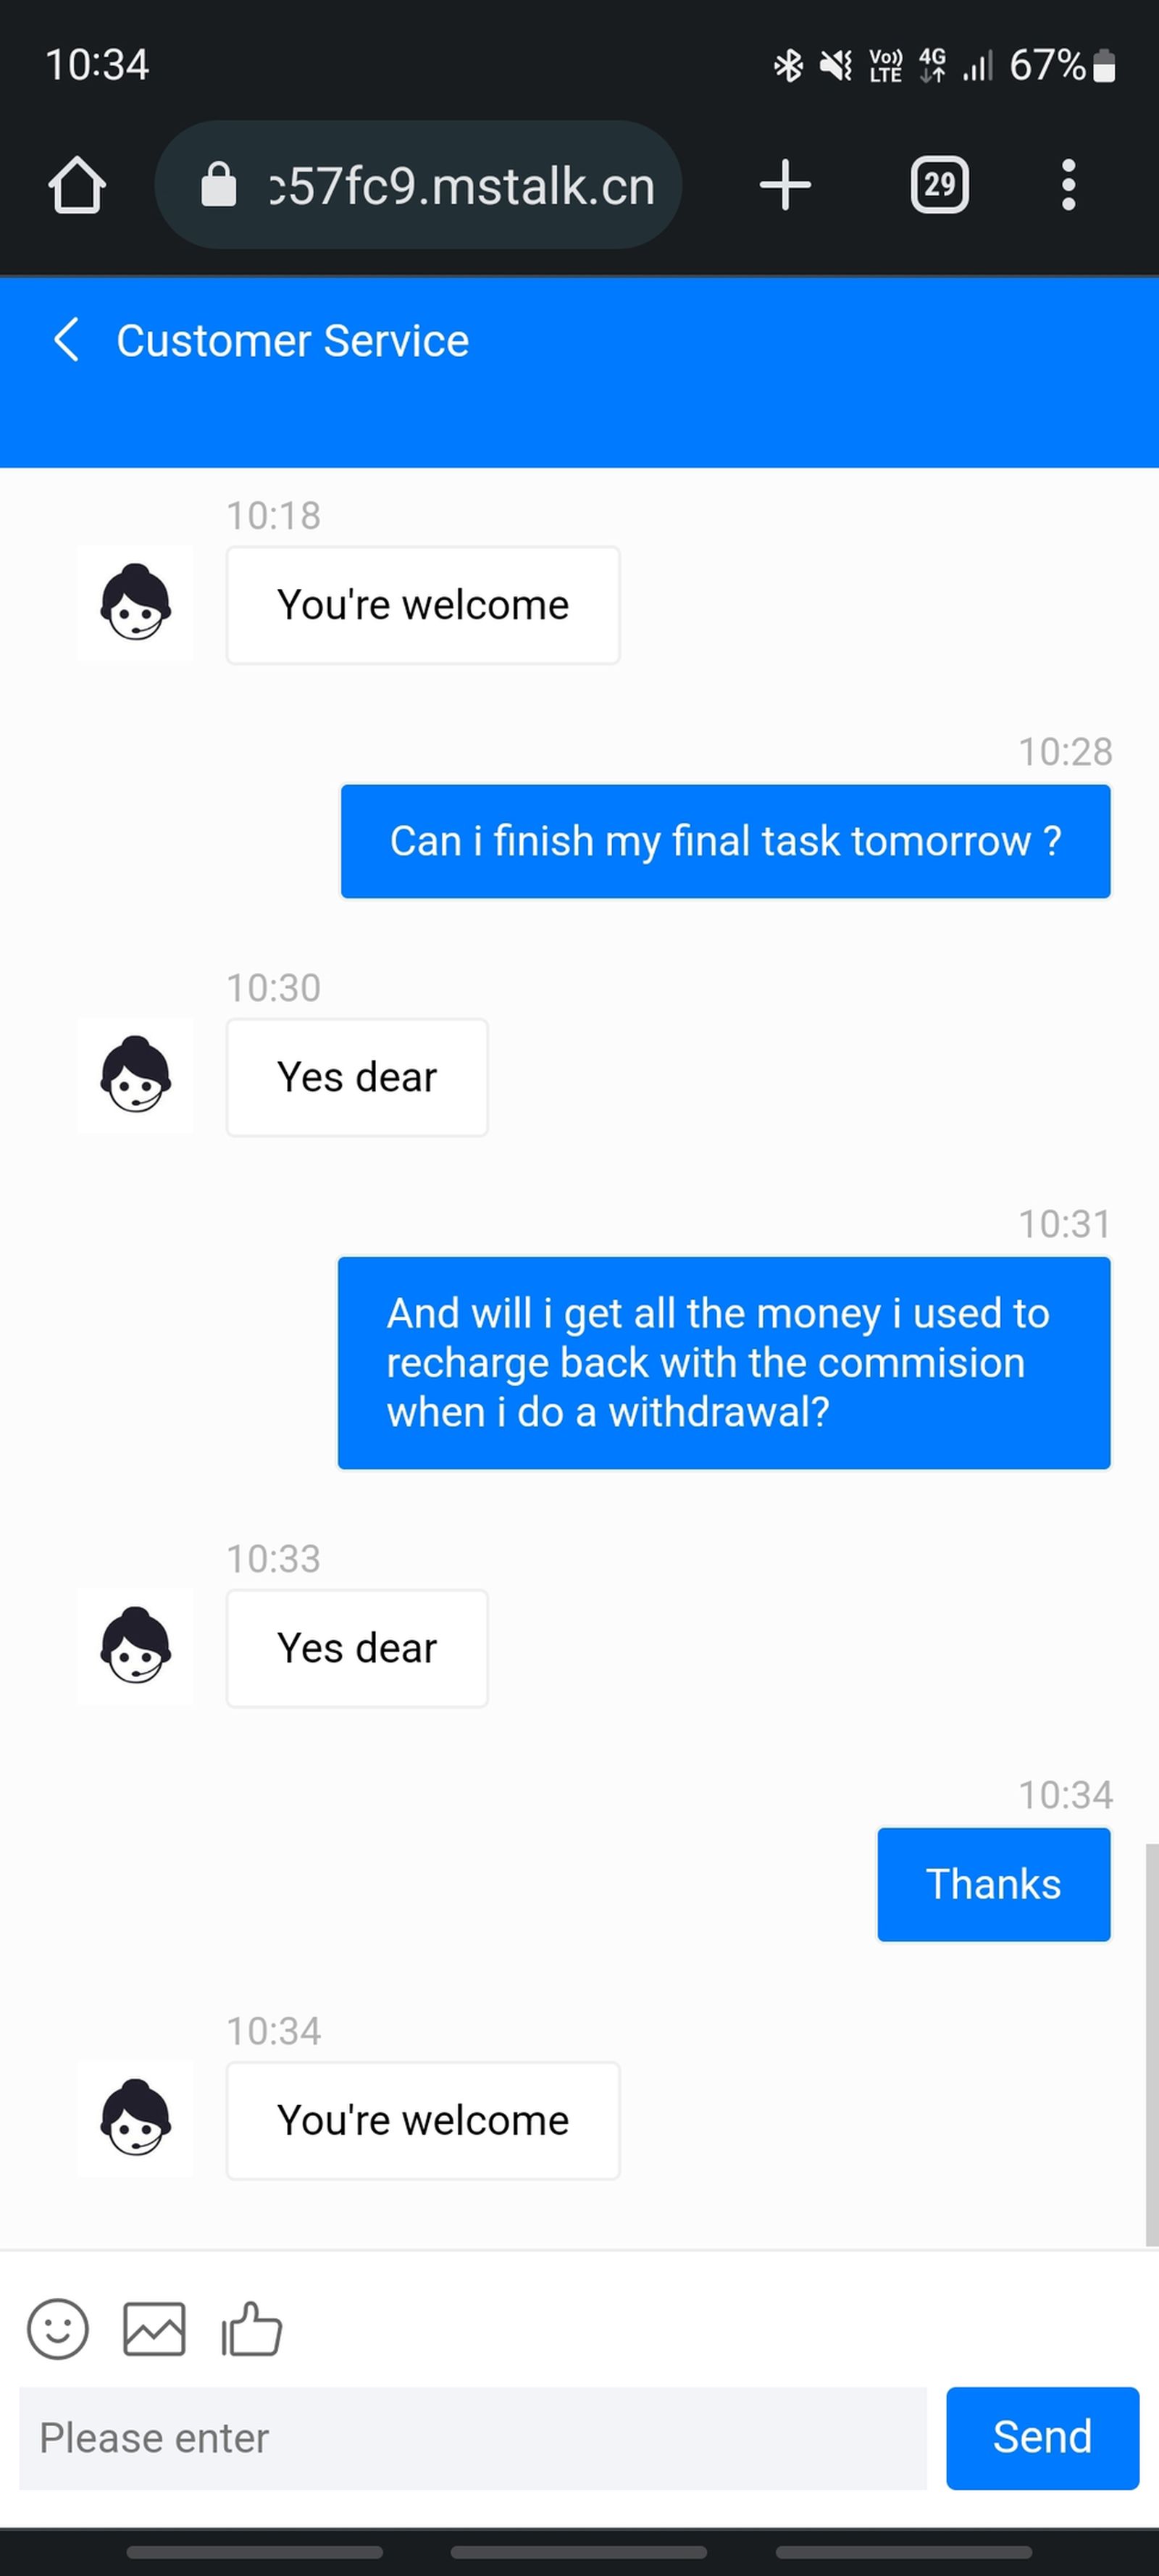 10:34
Vo)) LTE 4G 67%
c57fc9.mstalk.cn
29
Customer Service
10:18
You're welcome
10:28
Can i finish my final task tomorrow ?
10:30
Yes dear
10:31
And will i get all the money i used to
recharge back with the commision
when i do a withdrawal?
10:33
Yes dear
10:34
Thanks
10:34
You're welcome
Please enter
Send